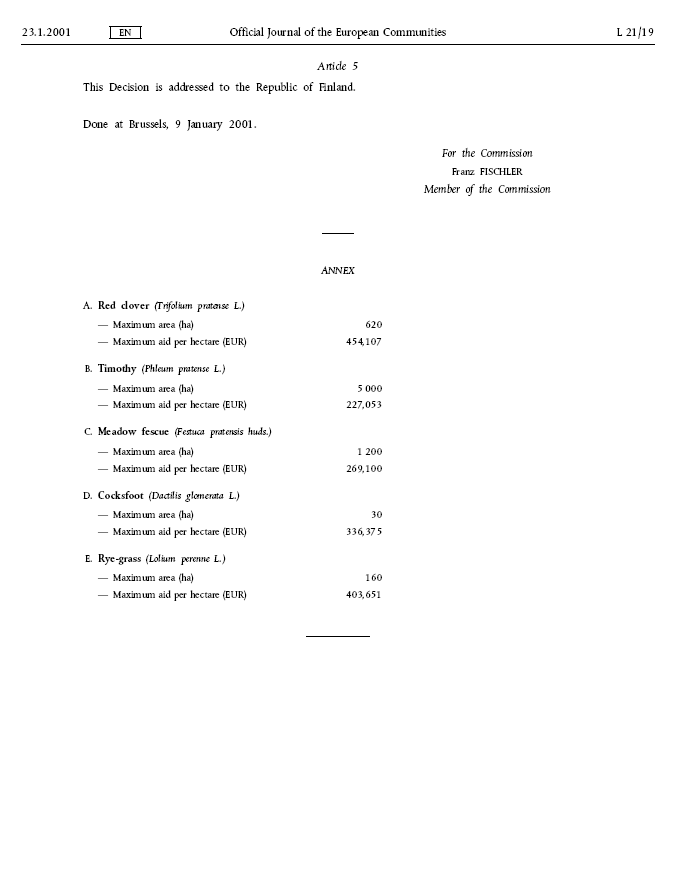 23.1.2001 EN Official Journal of the European Communities L 21/19
Article 5
This Decision is addressed to the Republic of Finland.
Done at Brussels, 9 January 2001.
For the Commission
Franz FISCHLER
Member of the Commission
ANNEX
A. Red clover (Trifolium pratense L.)
— Maximum area (ha) 620
— Maximum aid per hectare (EUR) 454,107
B. Timothy (Phleum pratense L.)
— Maximum area (ha) 5 000
— Maximum aid per hectare (EUR) 227,053
C. Meadow fescue (Festuca pratensis huds.)
— Maximum area (ha) 1 200
— Maximum aid per hectare (EUR) 269,100
D. Cocksfoot (Dactilis glomerata L.)
— Maximum area (ha) 30
— Maximum aid per hectare (EUR) 336,375
E. Rye-grass (Lolium perenne L.)
— Maximum area (ha) 160
— Maximum aid per hectare (EUR) 403,651